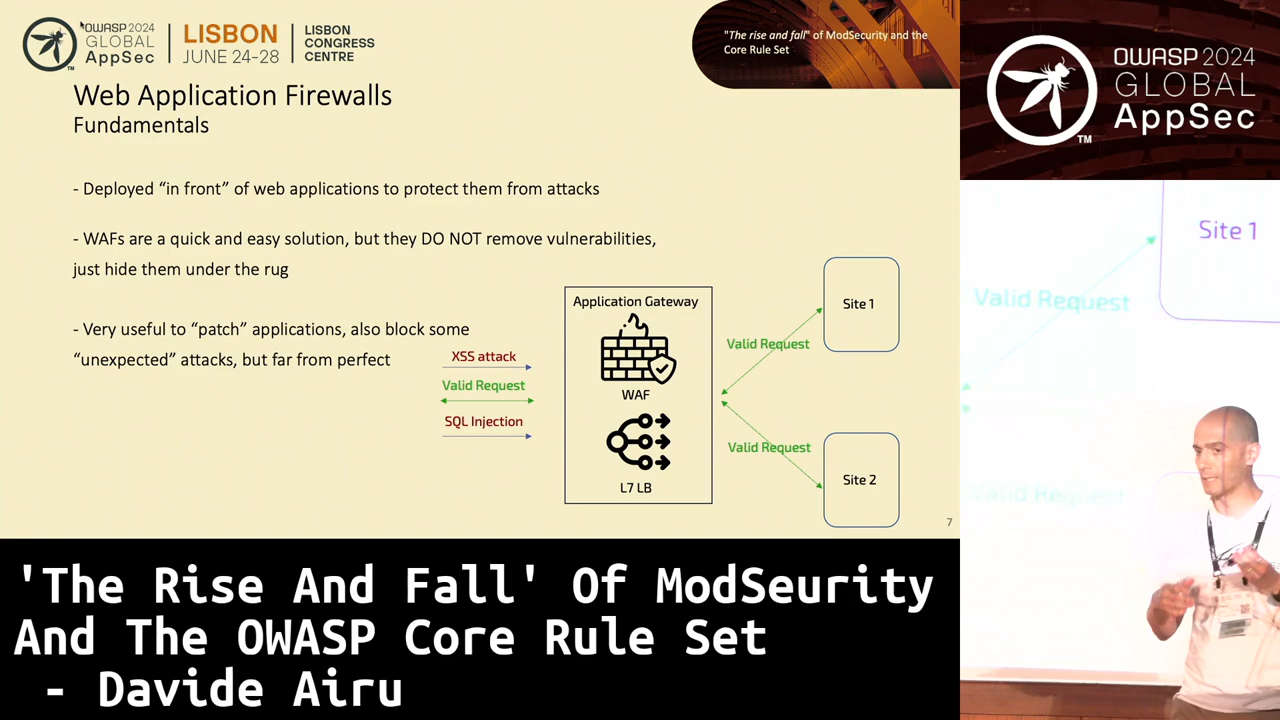 OWASP 2024
GLOBAL
AppSec
TM
LISBON
JUNE 24-28
LISBON
CONGRESS
CENTRE
"The rise and fall" of ModSecurity and the
Core Rule Set
Web Application Firewalls
Fundamentals
- Deployed “in front” of web applications to protect them from attacks
- WAFs are a quick and easy solution, but they DO NOT remove vulnerabilities,
just hide them under the rug
- Very useful to “patch” applications, also block some
“unexpected” attacks, but far from perfect
XSS attack
Valid Request
SQL Injection
Application Gateway
WAF
L7 LB
Valid Request
Valid Request
Site 1
Site 2
7
OWASP 2024
GLOBAL
AppSec
TM
Site 1
Valid Request
Valid Request
'The Rise And Fall' Of ModSeurity
And The OWASP Core Rule Set
- Davide Airu